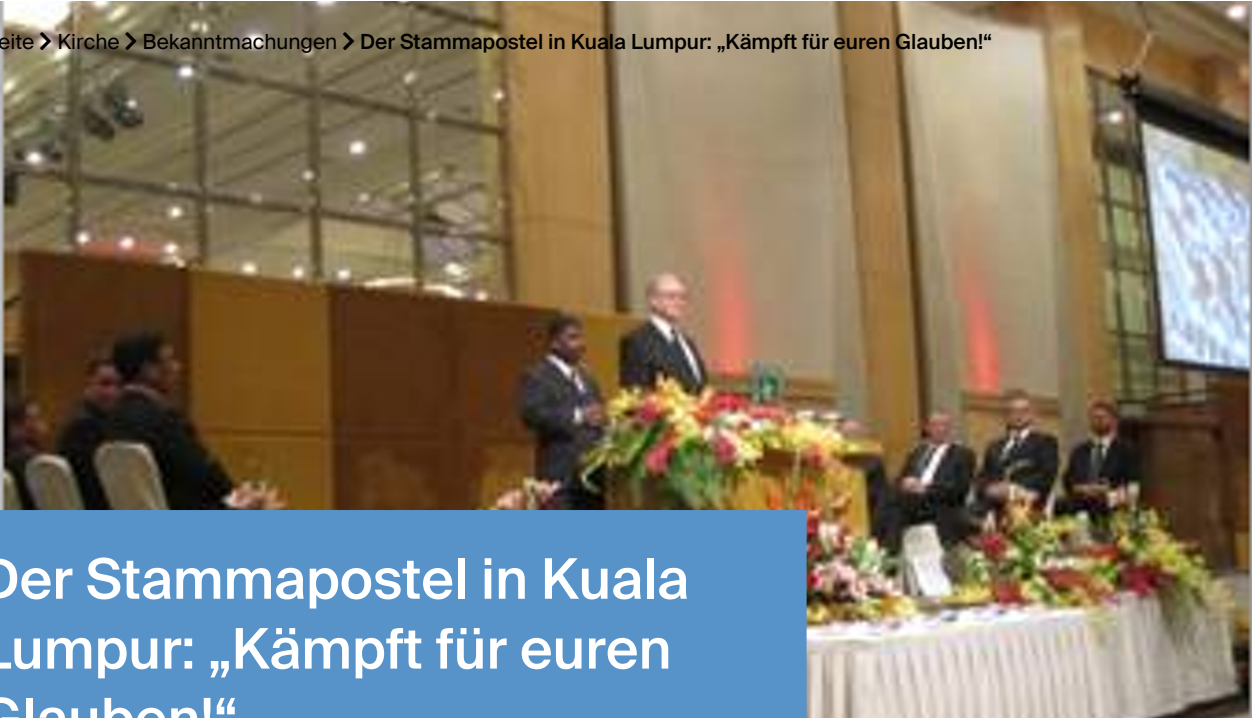 eite > Kirche > Bekanntmachungen > Der Stammapostel in Kuala Lumpur: „Kämpft für euren Glauben!“
Der Stammapostel in Kuala
Lumpur: „Kämpft für euren
Glauben!“